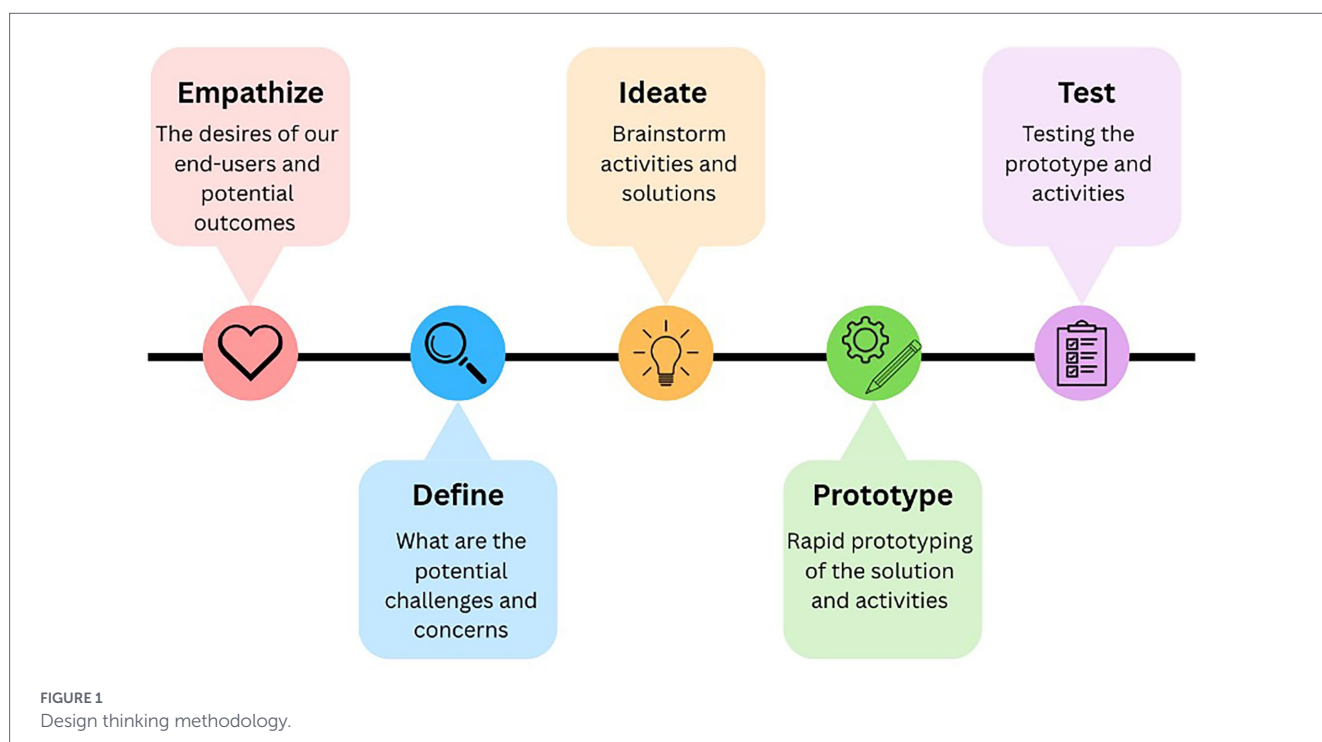 Empathize
The desires of our
end-users and
potential
outcomes
Define
What are the
potential
challenges and
concerns
Ideate
Brainstorm
activities and
solutions
Prototype
Rapid prototyping
of the solution
and activities
Test
Testing the
prototype and
activities
FIGURE 1
Design thinking methodology.